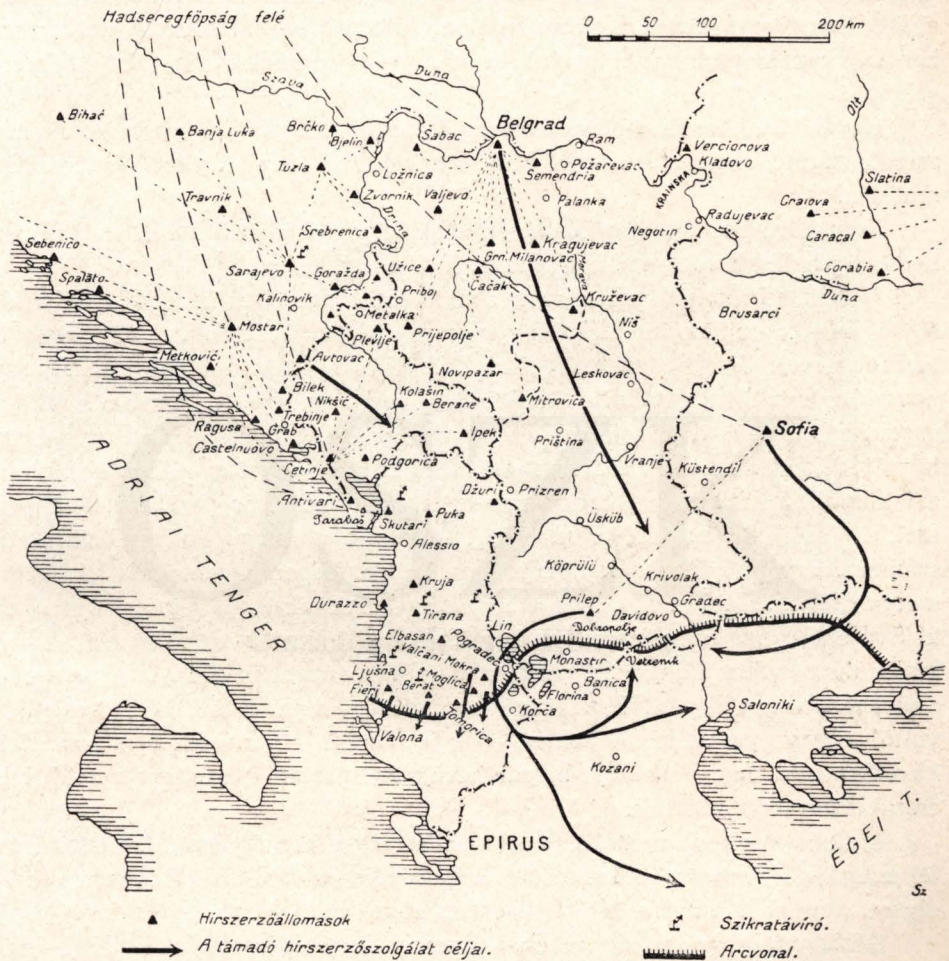 Hadseregföpság felé
0 50 100 200 km
Duna
Száva
Olt
Bihać
Banja Luka
Brčko
Bjelin
Šabac
Belgrad
Ram
Verciorova
Kladovo
Požarevac
Semendria
Tuzla
Ložnica
KRAINSKA
Slatina
Travnik
Zvornik
Valjevo
Palanka
Craiova
Radujevac
Drina
Srebrenica
Negotin
Caracal
Sebenico
Kragujevac
Grn. Milanovac
Sarajevo
Goražda
Užice
Čačak
Corabia
Duna
Spalato
Kalinovik
Priboj
Kruževac
Brusarci
Metalka
Mostar
Plevlje
Prijepolje
Niš
Metković
Avtovac
Novipazar
Leskovac
Bilek
Kolašin
Nikšić
Berane
Mitrovica
Trebinje
Ragusa
Grab
Ipek
Sofia
Priština
Castelnuovo
Vranje
Cetinje
Podgorica
Küstendil
Antivari
Džuri
Prizren
Tarabos
Skutari
Puka
Üsküb
Alessio
Köprülü
Kruja
Krivolak
Durazzo
Gradec
Tirana
Prilep
Davidovo
Lin
Dobropolje
Elbasan
Pogradec
Vetrenik
Valčani
Mokra
Monastir
Ljušna
Moglica
Banica
Fieri
Berat
Florina
Tomorica
Korča
Saloniki
Valona
Kozani
ADRIAI TENGER
EPIRUS
ÉGEI T.
Sz
Hirszerzőállomások
Szikratávíró.
A támadó hirszerzőszolgálat céljai.
Arcvonal.